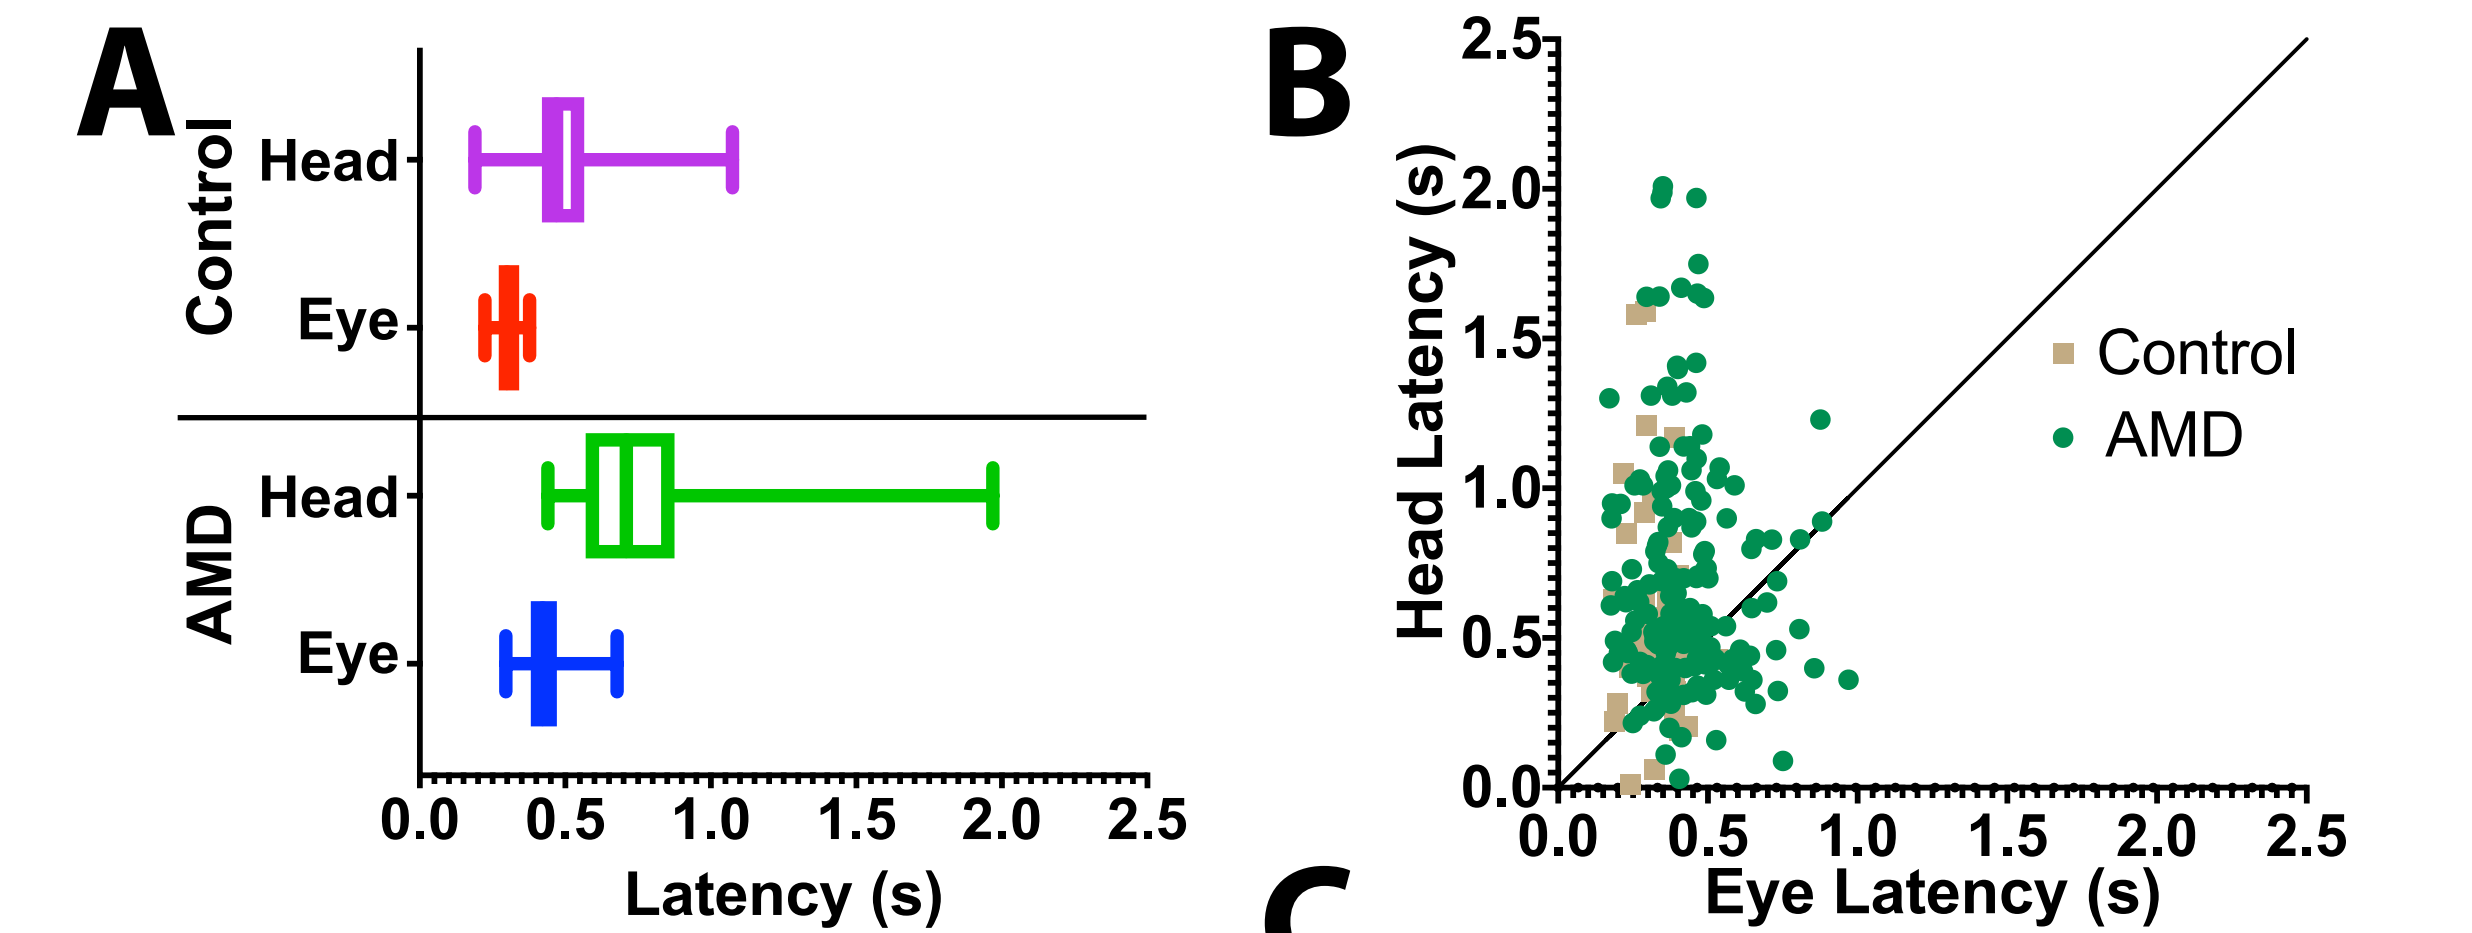 A
Control
Head
Eye
AMD
Head
Eye
0.0 0.5 1.0 1.5 2.0 2.5
Latency (s)
B
Head Latency (s)
2.5
2.0
1.5
1.0
0.5
0.0
Control
AMD
0.0 0.5 1.0 1.5 2.0 2.5
Eye Latency (s)
C